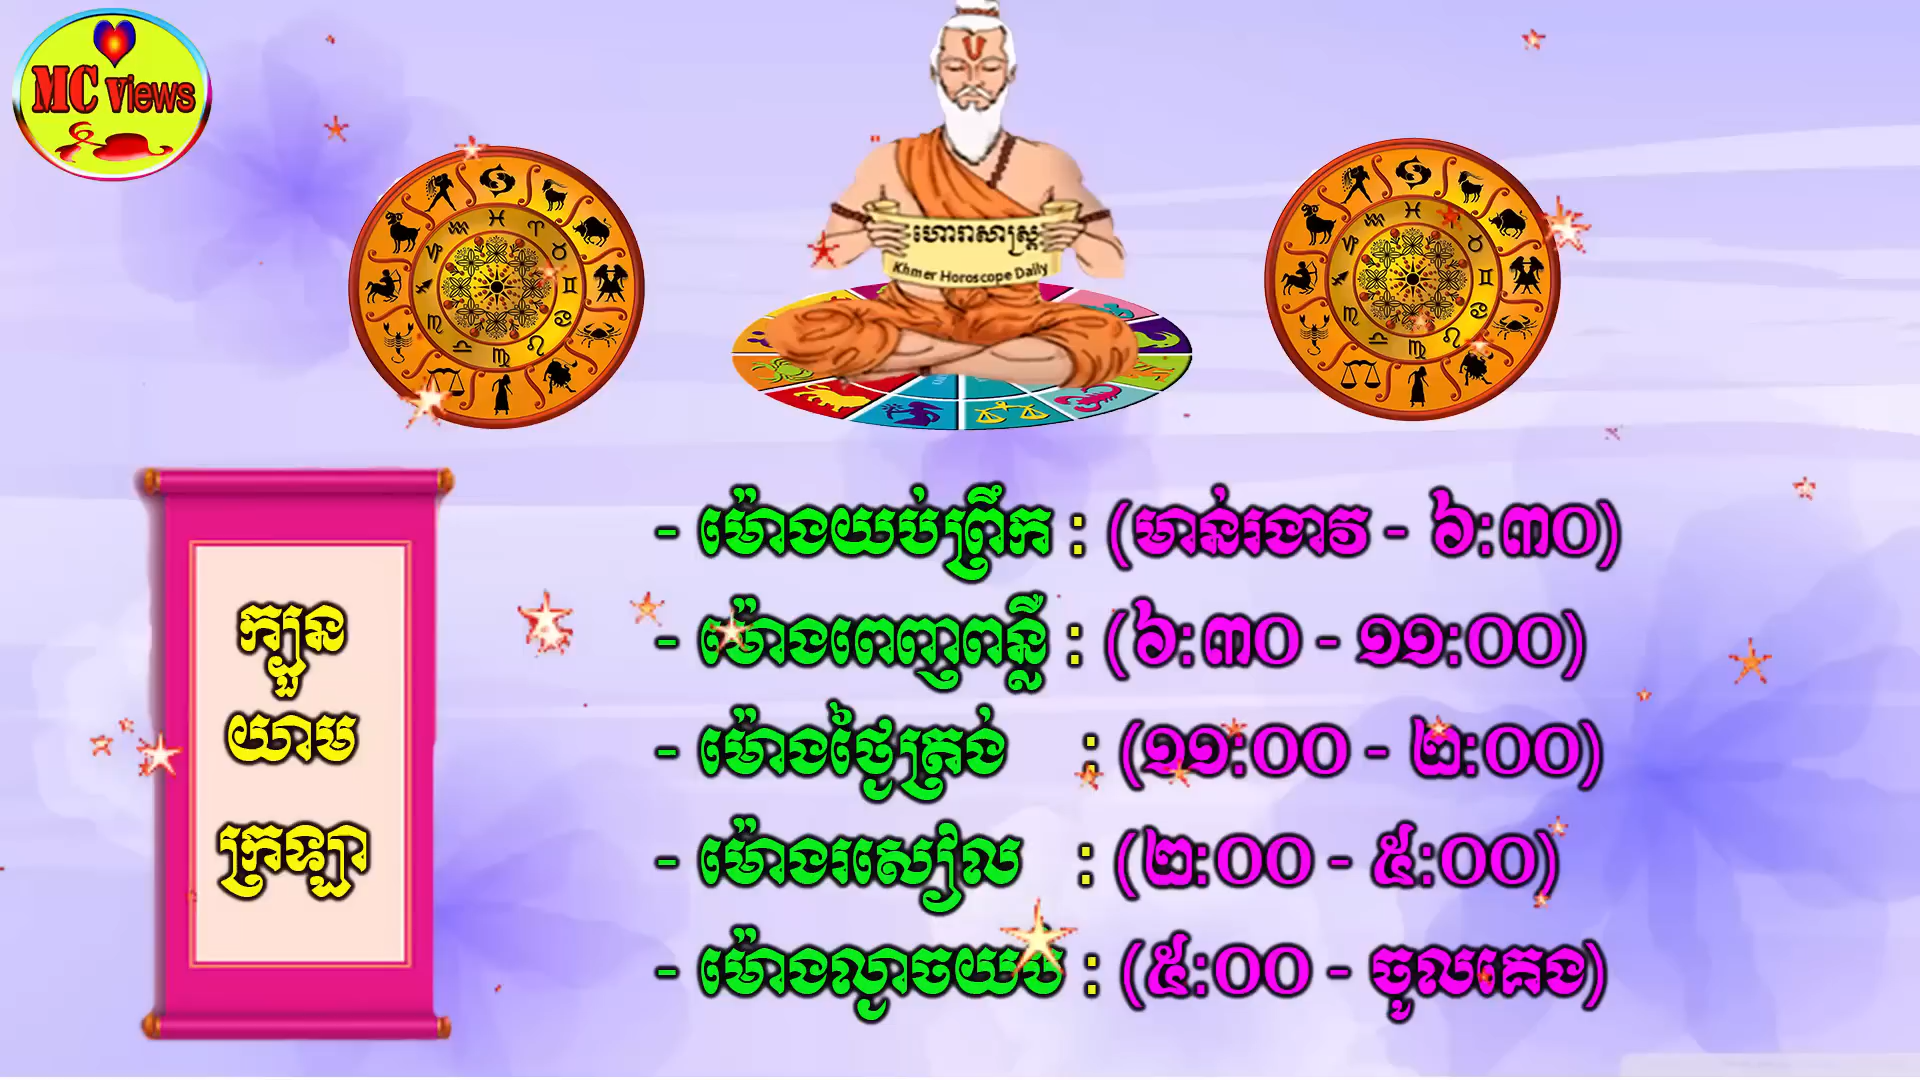 MC Views
ហោរាសាស្ត្រ
Khmer Horoscope Daily
ក្បួន
យាម
ក្រឡា
- ម៉ោងយប់ព្រឹក : (មាន់រងាវ - ៦:៣០)
- ម៉ោងពេញពន្លឺ : (៦:៣០ - ១១:០០)
- ម៉ោងថ្ងៃត្រង់ : (១១:០០ - ២:០០)
- ម៉ោងរសៀល : (២:០០ - ៥:០០)
- ម៉ោងល្ងាចយប់ : (៥:០០ - ចូលគេង)